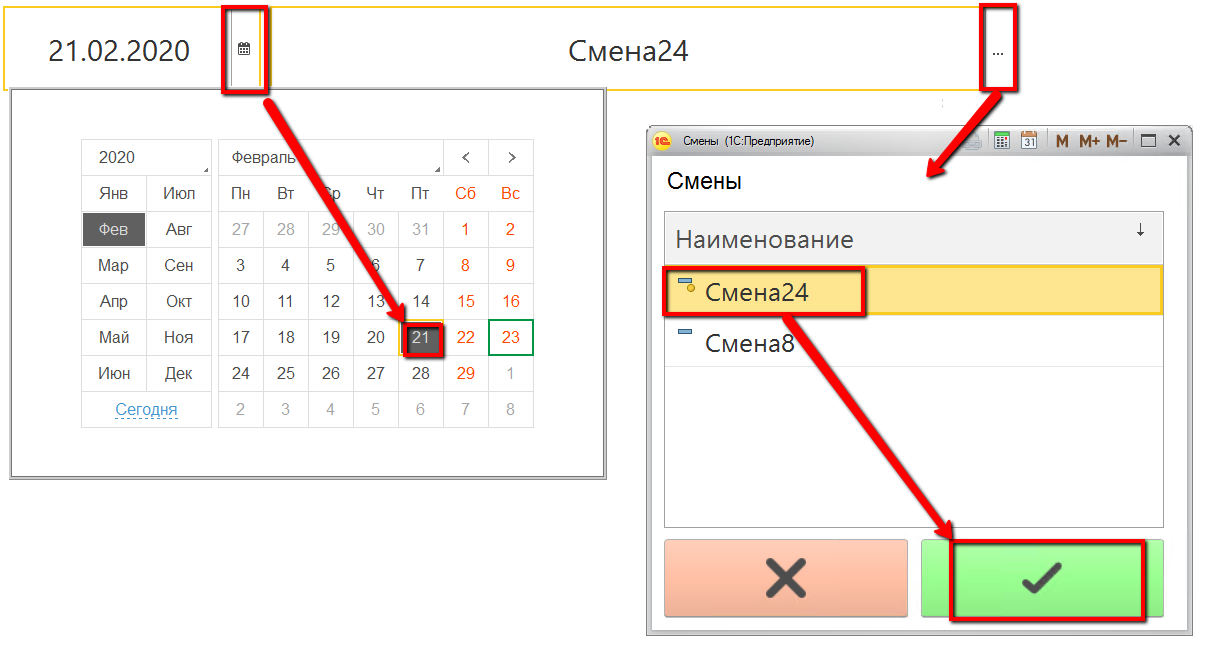 21.02.2020 Смена24 ...
2020 Февраль < >
Янв Июл Пн Вт Ср Чт Пт Сб Вс
Фев Авг 27 28 29 30 31 1 2
Мар Сен 3 4 5 6 7 8 9
Апр Окт 10 11 12 13 14 15 16
Май Ноя 17 18 19 20 21 22 23
Июн Дек 24 25 26 27 28 29 1
Сегодня 2 3 4 5 6 7 8
1С Смены (1С:Предприятие) 31 M M+ M−
Смены
Наименование ↓
Смена24
Смена8